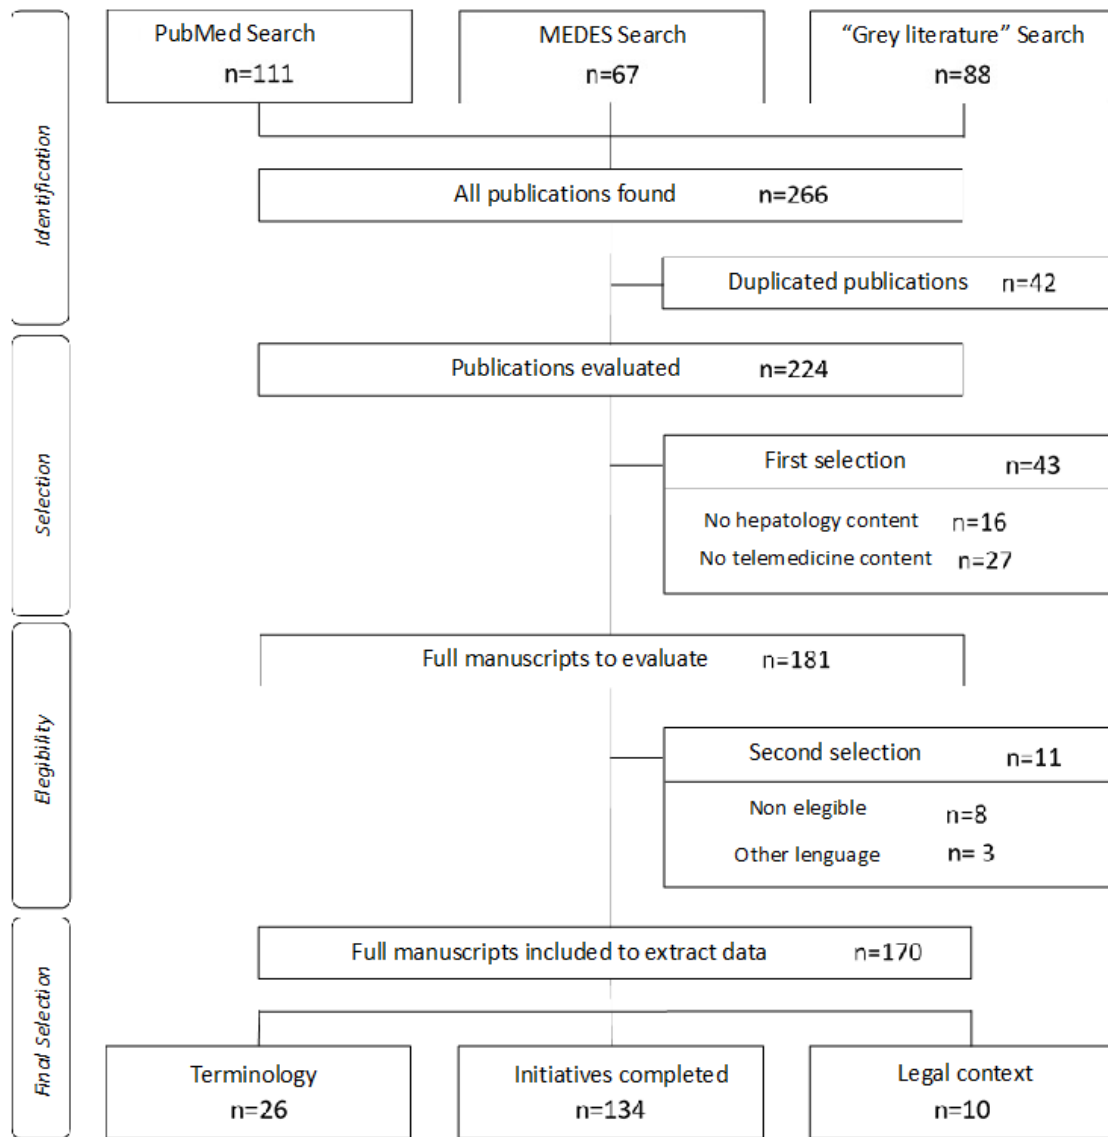 PubMed Search
n=111
MEDES Search
n=67
“Grey literature” Search
n=88
Identification
All publications found n=266
Duplicated publications n=42
Selection
Publications evaluated n=224
First selection n=43
No hepatology content n=16
No telemedicine content n=27
Elegibility
Full manuscripts to evaluate n=181
Second selection n=11
Non elegible n=8
Other lenguage n= 3
Final Selection
Full manuscripts included to extract data n=170
Terminology
n=26
Initiatives completed
n=134
Legal context
n=10